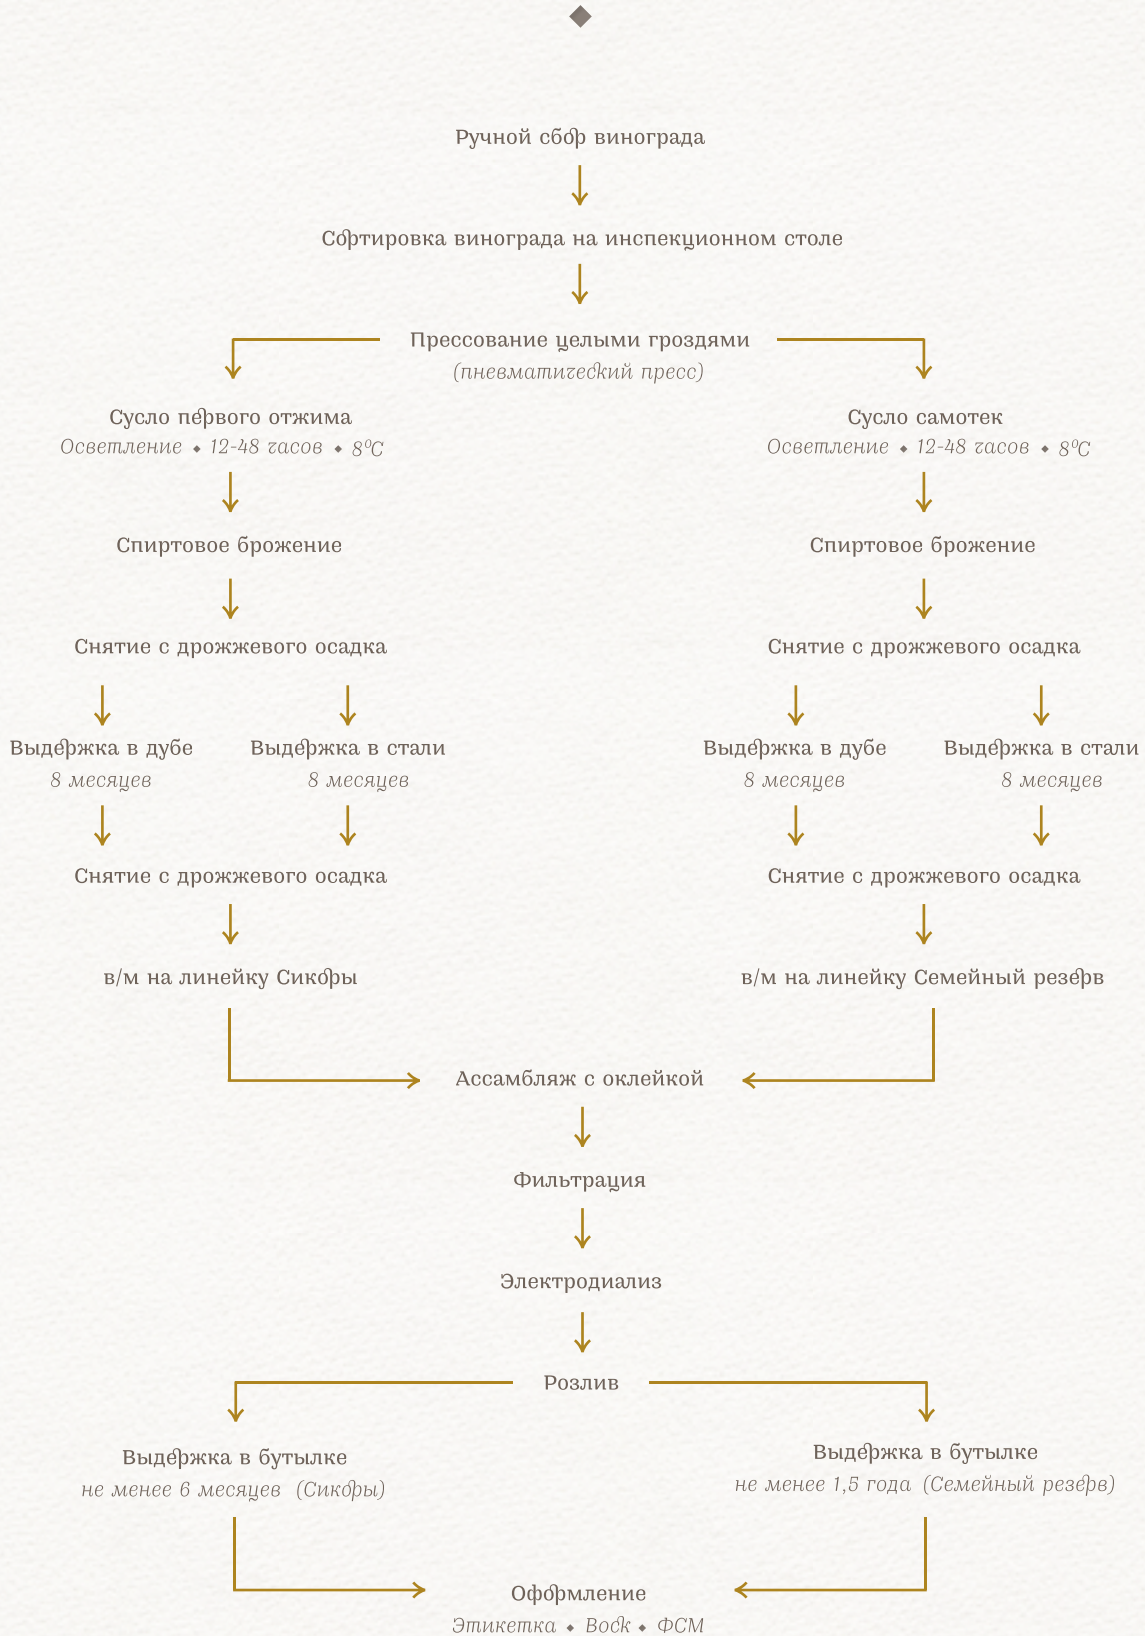 Ручной сбор винограда
Сортировка винограда на инспекционном столе
Прессование целыми гроздями
(пневматический пресс)
Сусло первого отжима
Осветление ◆ 12-48 часов ◆ 8⁰C
Сусло самотек
Осветление ◆ 12-48 часов ◆ 8⁰C
Спиртовое брожение
Спиртовое брожение
Снятие с дрожжевого осадка
Снятие с дрожжевого осадка
Выдержка в дубе
8 месяцев
Выдержка в стали
8 месяцев
Выдержка в дубе
8 месяцев
Выдержка в стали
8 месяцев
Снятие с дрожжевого осадка
Снятие с дрожжевого осадка
в/м на линейку Сикоры
в/м на линейку Семейный резерв
Ассамбляж с оклейкой
Фильтрация
Электродиализ
Розлив
Выдержка в бутылке
не менее 6 месяцев (Сикоры)
Выдержка в бутылке
не менее 1,5 года (Семейный резерв)
Оформление
Этикетка ◆ Воск ◆ ФСМ